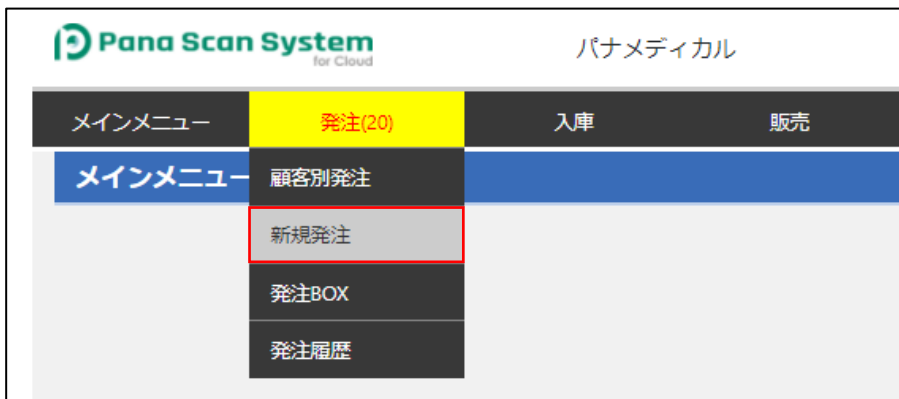 Pana Scan System
for Cloud
パナメディカル
メインメニュー 発注(20) 入庫 販売
メインメニュー
顧客別発注
新規発注
発注BOX
発注履歴